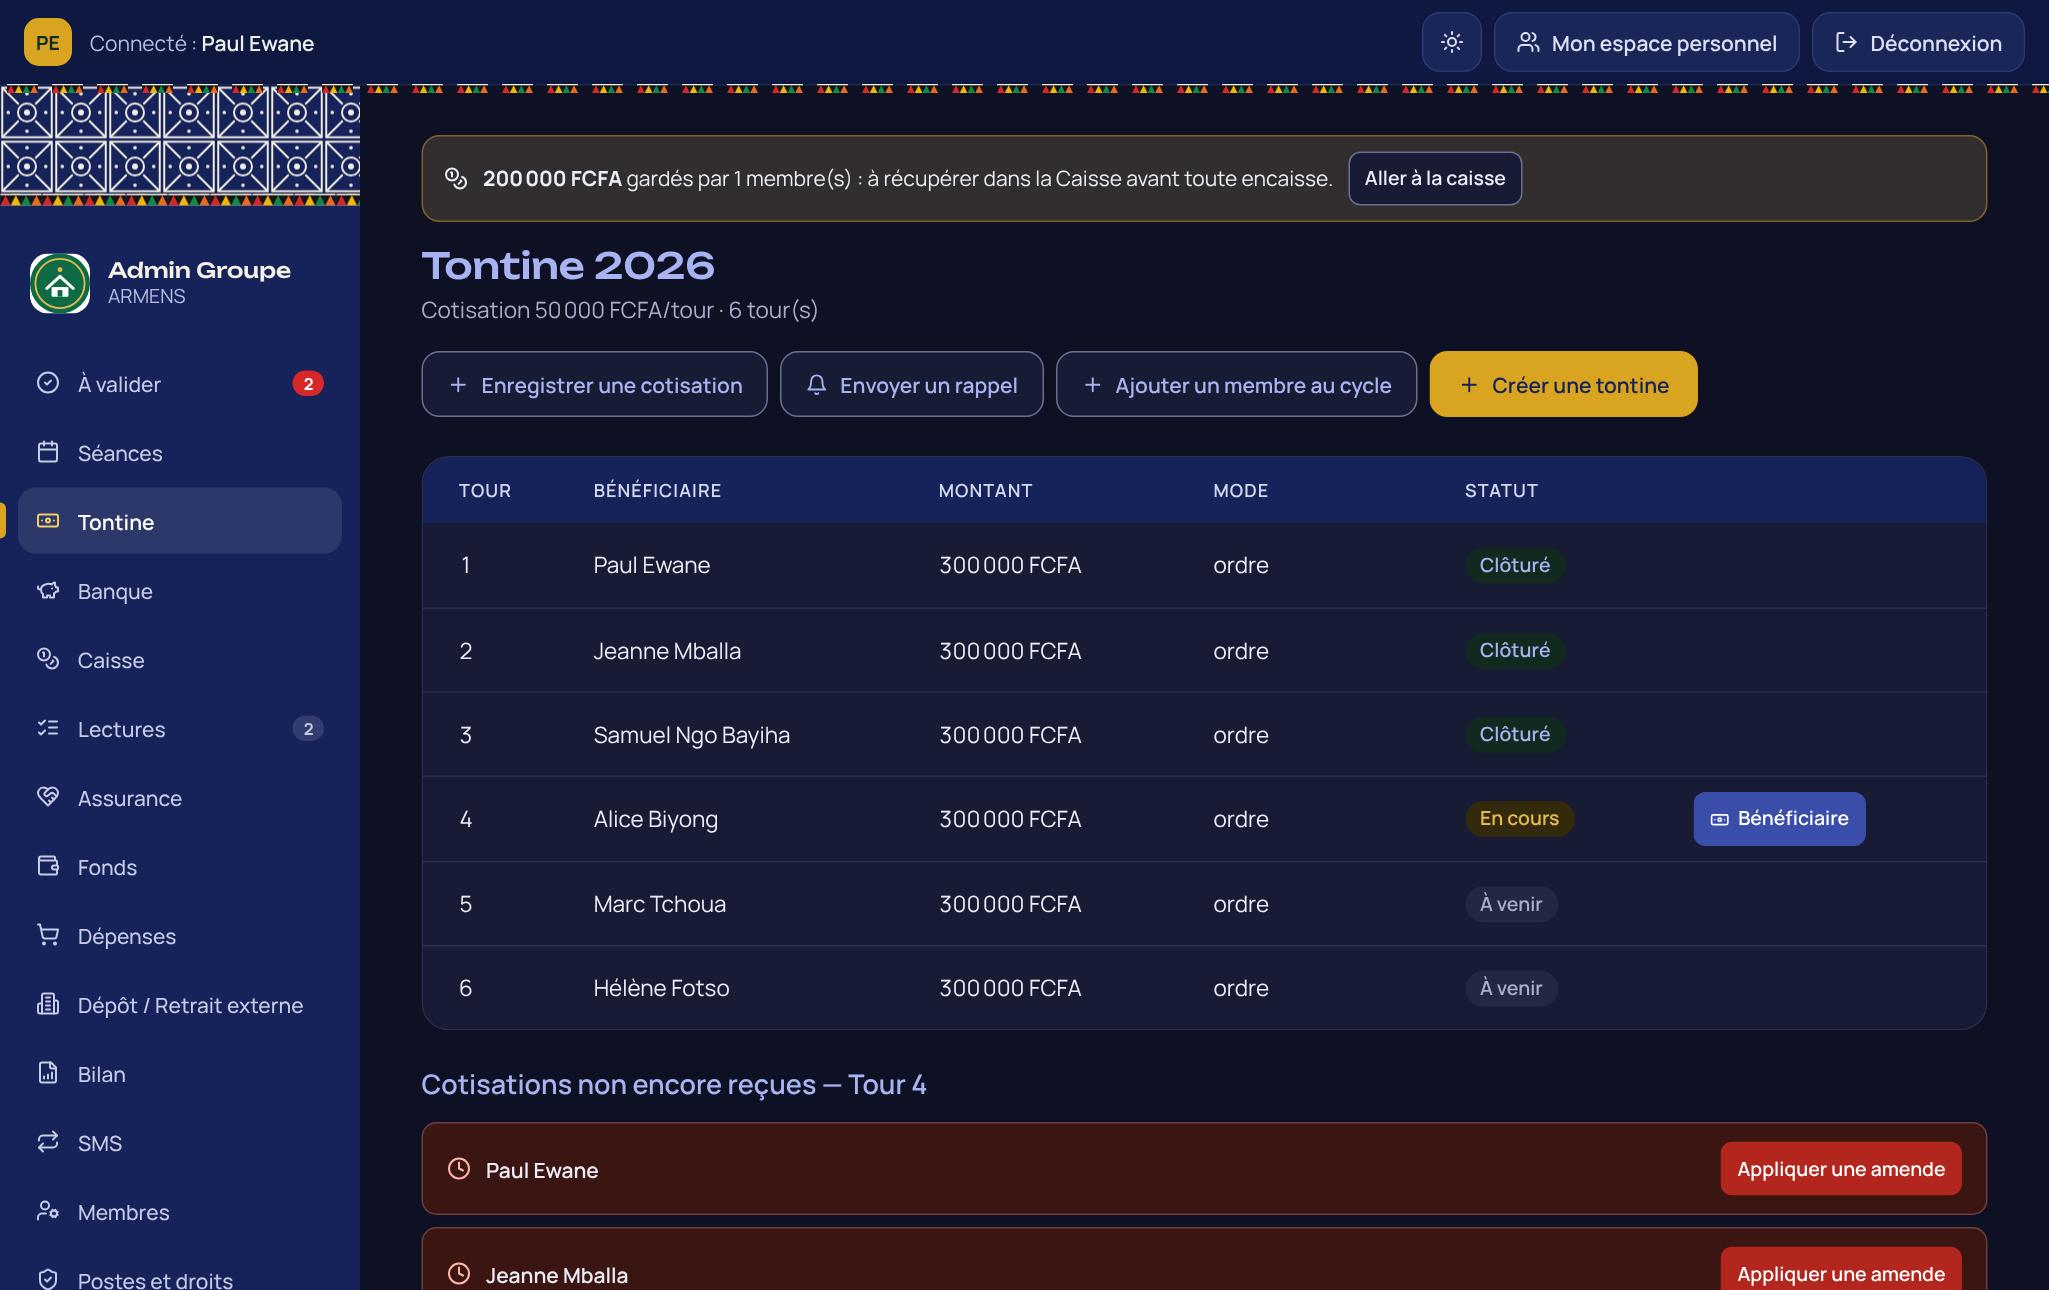 PE Connecté : Paul Ewane
Mon espace personnel
Déconnexion
Admin Groupe
ARMENS
À valider 2
Séances
Tontine
Banque
Caisse
Lectures 2
Assurance
Fonds
Dépenses
Dépôt / Retrait externe
Bilan
SMS
Membres
Postes et droits
200 000 FCFA gardés par 1 membre(s) : à récupérer dans la Caisse avant toute encaisse. Aller à la caisse
Tontine 2026
Cotisation 50 000 FCFA/tour · 6 tour(s)
+ Enregistrer une cotisation
Envoyer un rappel
+ Ajouter un membre au cycle
+ Créer une tontine
TOUR BÉNÉFICIAIRE MONTANT MODE STATUT
1 Paul Ewane 300 000 FCFA ordre Clôturé
2 Jeanne Mballa 300 000 FCFA ordre Clôturé
3 Samuel Ngo Bayiha 300 000 FCFA ordre Clôturé
4 Alice Biyong 300 000 FCFA ordre En cours Bénéficiaire
5 Marc Tchoua 300 000 FCFA ordre À venir
6 Hélène Fotso 300 000 FCFA ordre À venir
Cotisations non encore reçues — Tour 4
Paul Ewane Appliquer une amende
Jeanne Mballa Appliquer une amende